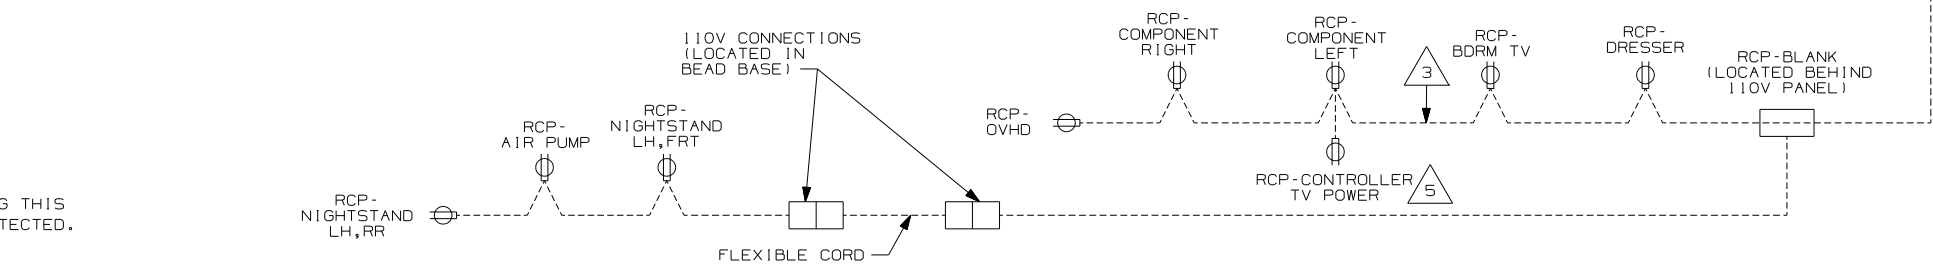 RCP-
COMPONENT
RIGHT
RCP-
COMPONENT
LEFT
3
RCP-
BDRM TV
RCP-
DRESSER
RCP-BLANK
(LOCATED BEHIND
110V PANEL)
110V CONNECTIONS
(LOCATED IN
BEAD BASE)
RCP-
OVHD
RCP-
AIR PUMP
RCP-
NIGHTSTAND
LH,FRT
RCP-CONTROLLER
TV POWER
5
G THIS
TECTED.
RCP-
NIGHTSTAND
LH,RR
FLEXIBLE CORD